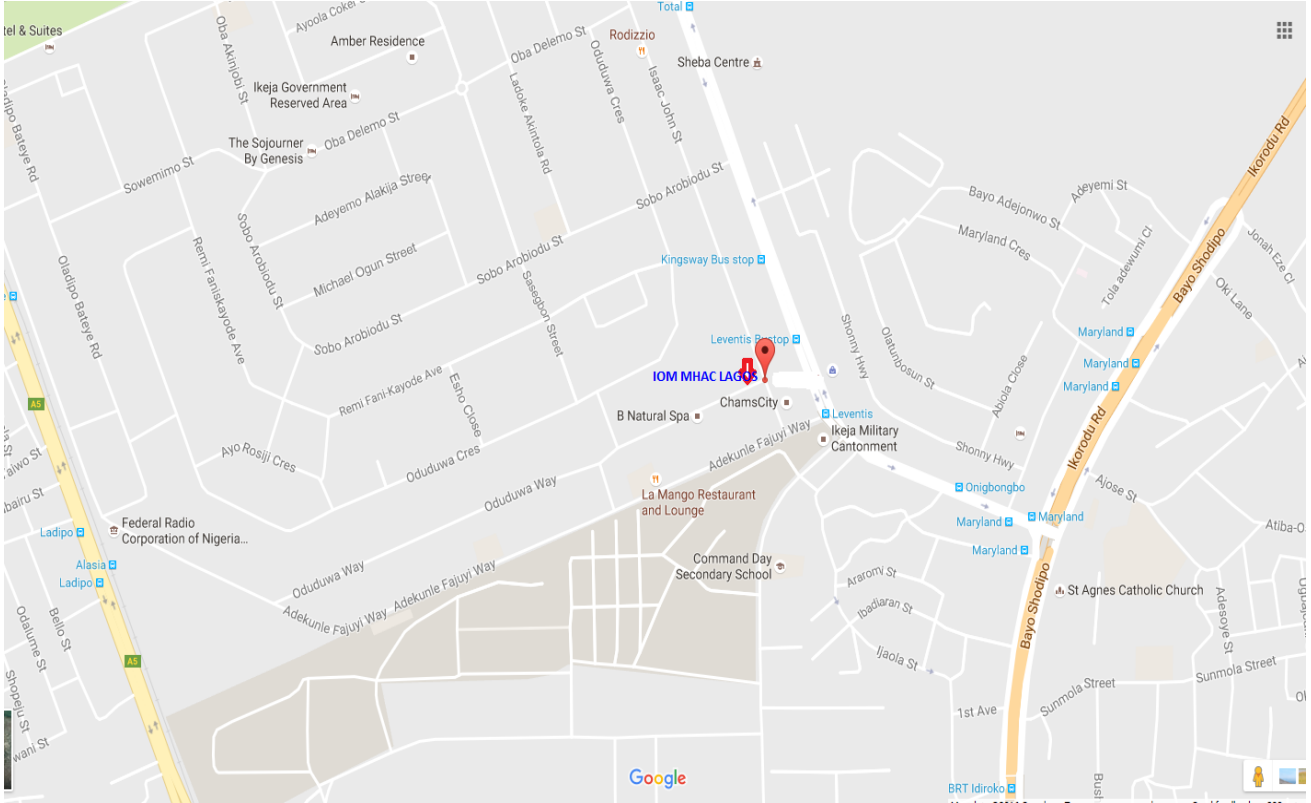 Total
Ayoola Coker
tel & Suites
Oba Akinjobi St
Amber Residence
Oba Delemo St
Rodizzio
Sheba Centre
Oduduwa Cres
Isaac John St
Ladoke Akintola Rd
Ikeja Government
Reserved Area
Oba Delemo St
The Sojourner
By Genesis
Sowemimo St
Oladipo Bateye Rd
Adeyemo Alakija Street
Sobo Arobiodu St
Sobo Arobiodu St
Ikorodu Rd
Adeyemi St
Bayo Adejonwo St
Maryland Cres
Tola adewumi Cl
Jonah Eze Cl
Bayo Shodipo
Oki Lane
Remi Faniskayode Ave
Michael Ogun Street
Sobo Arobiodu St
Kingsway Bus stop
Oladipo Bateye Rd
Sasegbon Street
Sobo Arobiodu St
Leventis Bustop
Shonny Hwy
Olatunbosun St
Maryland
Maryland
Maryland
Abiola Close
IOM MHAC LAGOS
Remi Fani-Kayode Ave
Esho Close
ChamsCity
B Natural Spa
Leventis
Ikeja Military
Cantonment
A5
Ikorodu Rd
Ayo Rosiji Cres
Oduduwa Cres
Adekunle Fajuyi Way
Shonny Hwy
Oduduwa Way
Onigbongbo
Ajose St
La Mango Restaurant
and Lounge
Maryland
Maryland
Maryland
Federal Radio
Corporation of Nigeria...
Ladipo
Alasia
Ladipo
Command Day
Secondary School
Oduduwa Way
Adekunle Fajuyi Way
Adekunle Fajuyi Way
Araromi St
Ibadiaran St
Bayo Shodipo
St Agnes Catholic Church
Adesoye St
Bello St
Odalume St
Ijaola St
A5
Sunmola Street
Sunmola Street
Shopeju St
1st Ave
wani St
Google
BRT Idiroko